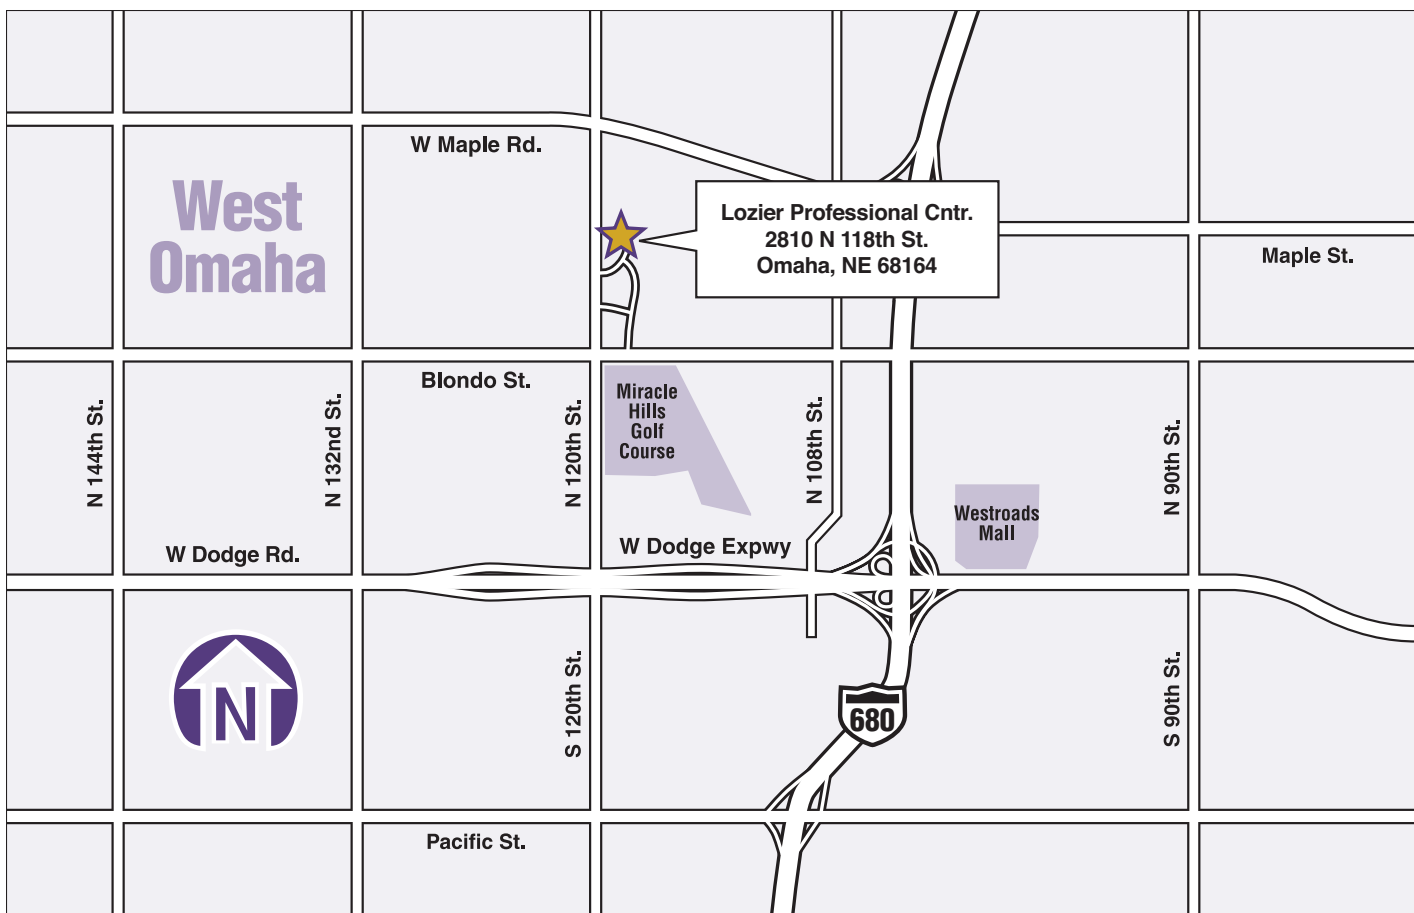 W Maple Rd.
West
Omaha
Lozier Professional Cntr.
2810 N 118th St.
Omaha, NE 68164
Maple St.
Blondo St.
Miracle
Hills
Golf
Course
N 144th St.
N 132nd St.
N 120th St.
N 108th St.
N 90th St.
Westroads
Mall
W Dodge Rd.
W Dodge Expwy
N
S 120th St.
680
S 90th St.
Pacific St.